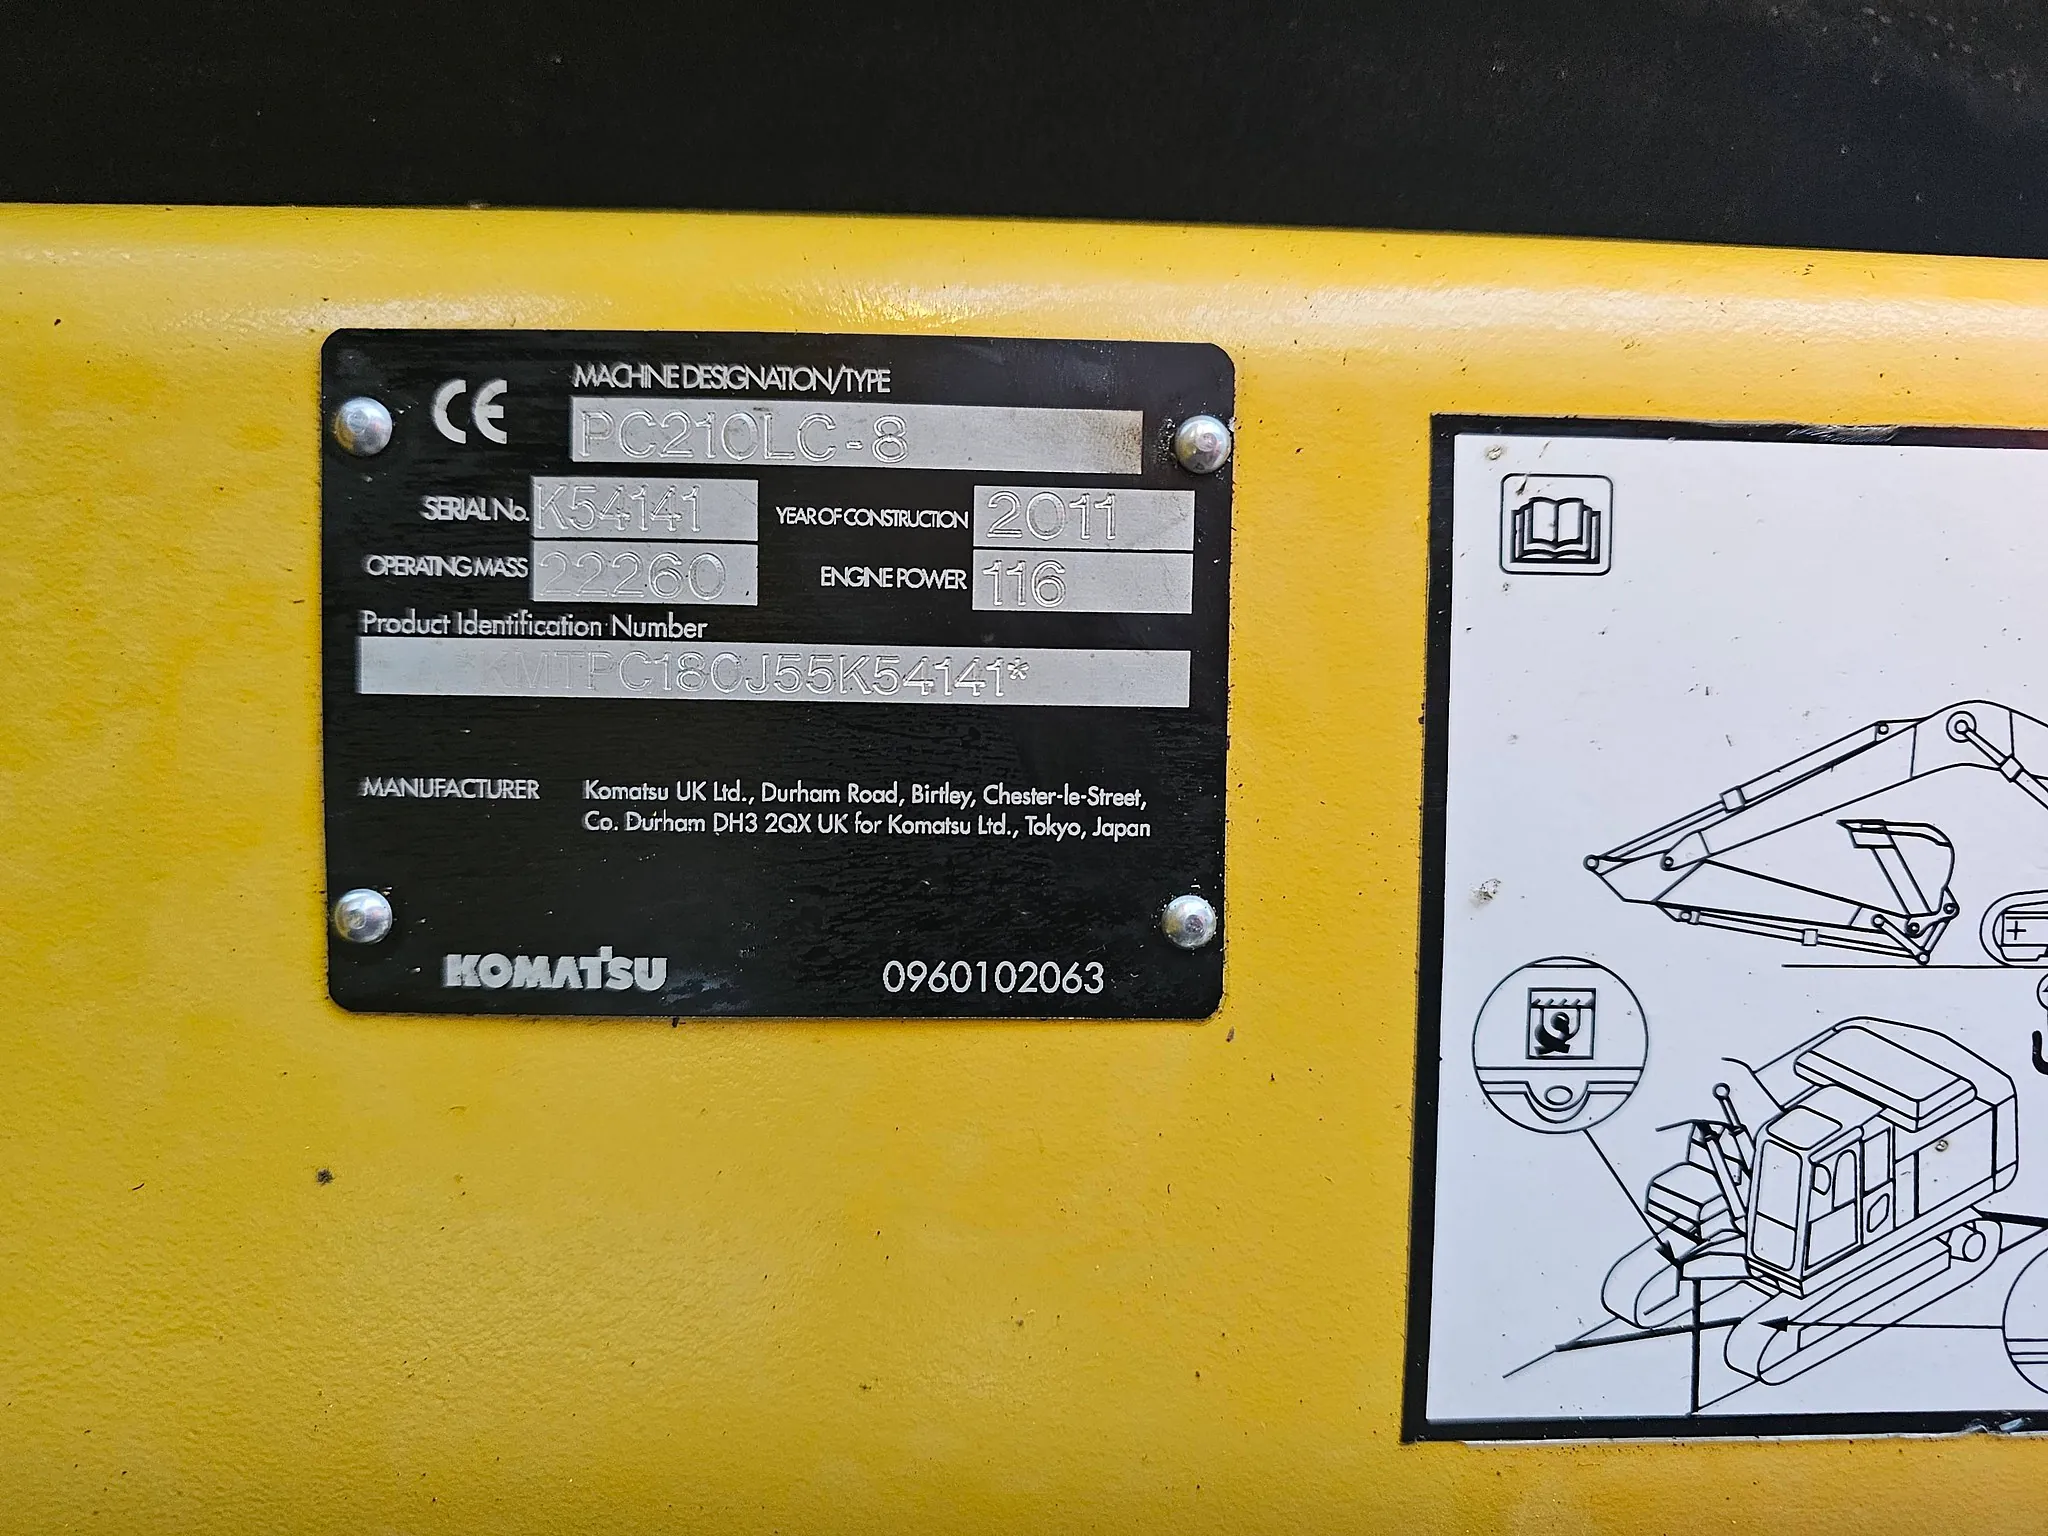 CE
MACHINE DESIGNATION/TYPE
PC210LC-8
SERIAL No. K54141 YEAR OF CONSTRUCTION 2011
OPERATING MASS 22260 ENGINE POWER 116
Product Identification Number
*KMTPC180J55K54141*
MANUFACTURER Komatsu UK Ltd., Durham Road, Birtley, Chester-le-Street,
Co. Durham DH3 2QX UK for Komatsu Ltd., Tokyo, Japan
KOMATSU 0960102063